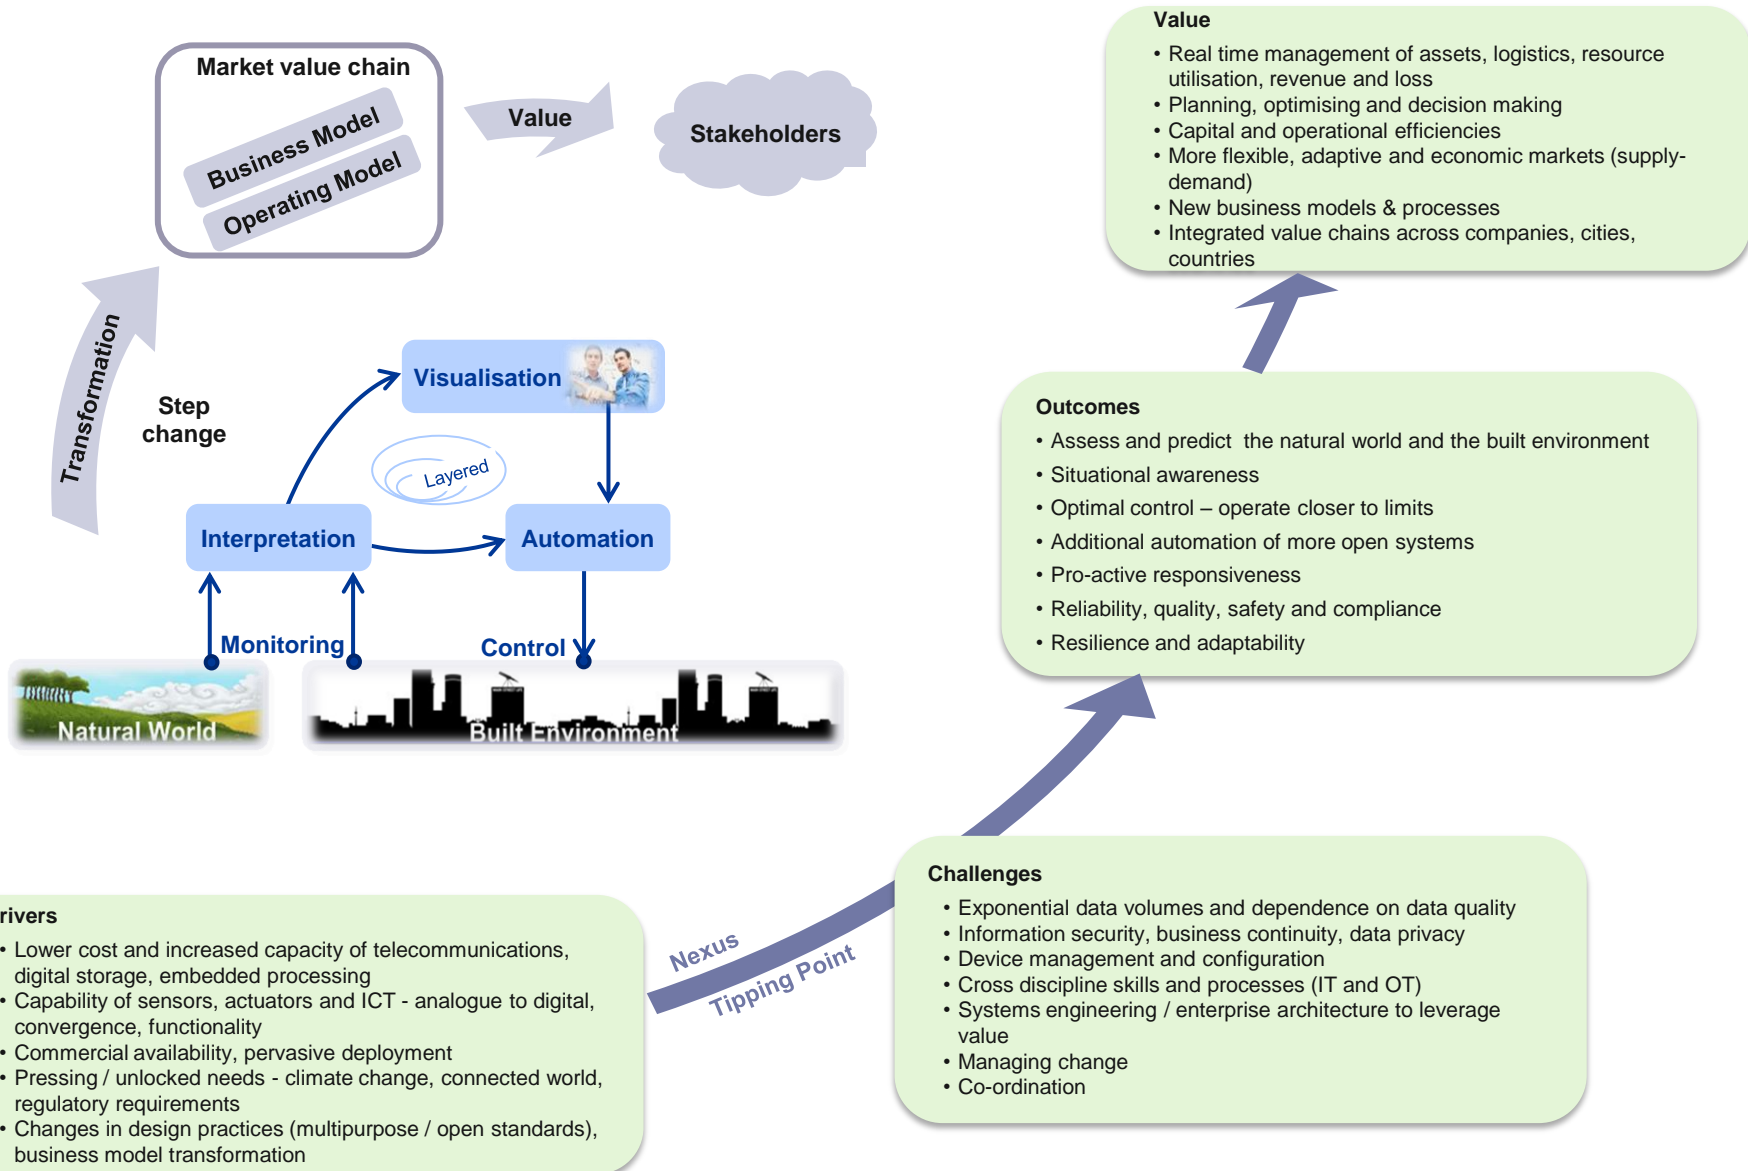 Market value chain
Business Model
Operating Model
Value
Stakeholders
Transformation
Step
change
Visualisation
Layered
Interpretation
Automation
Monitoring
Control
Natural World
Built Environment
Value
• Real time management of assets, logistics, resource
utilisation, revenue and loss
• Planning, optimising and decision making
• Capital and operational efficiencies
• More flexible, adaptive and economic markets (supply-
demand)
• New business models & processes
• Integrated value chains across companies, cities,
countries
Outcomes
• Assess and predict the natural world and the built environment
• Situational awareness
• Optimal control – operate closer to limits
• Additional automation of more open systems
• Pro-active responsiveness
• Reliability, quality, safety and compliance
• Resilience and adaptability
Challenges
• Exponential data volumes and dependence on data quality
• Information security, business continuity, data privacy
• Device management and configuration
• Cross discipline skills and processes (IT and OT)
• Systems engineering / enterprise architecture to leverage
value
• Managing change
• Co-ordination
Nexus
Tipping Point
rivers
• Lower cost and increased capacity of telecommunications,
digital storage, embedded processing
• Capability of sensors, actuators and ICT - analogue to digital,
convergence, functionality
• Commercial availability, pervasive deployment
• Pressing / unlocked needs - climate change, connected world,
regulatory requirements
• Changes in design practices (multipurpose / open standards),
business model transformation